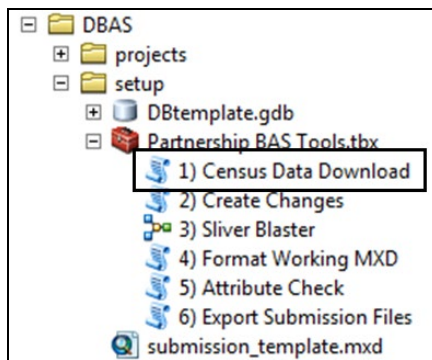 DBAS
projects
setup
DBtemplate.gdb
Partnership BAS Tools.tbx
1) Census Data Download
2) Create Changes
3) Sliver Blaster
4) Format Working MXD
5) Attribute Check
6) Export Submission Files
submission_template.mxd